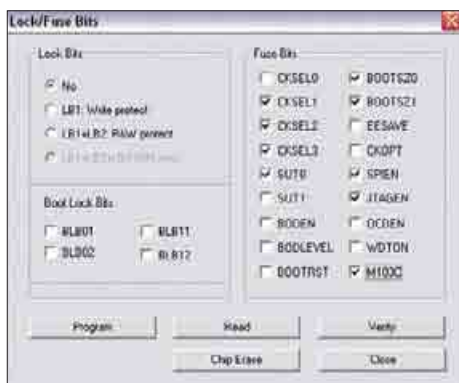 Lock/Fuse Bits
Lock Bits
No
LB1: Write protect
LB1+LB2: R&W protect
Boot Lock Bits
BLB01
BLB11
BLB02
BLB12
Fuse Bits
CKSEL0
BOOTSZ0
CKSEL1
BOOTSZ1
CKSEL2
EESAVE
CKSEL3
CKOPT
SUT0
SPIEN
SUT1
JTAGEN
BODEN
OCDEN
BODLEVEL
WDTON
BOOTRST
M103C
Program
Read
Verify
Chip Erase
Close